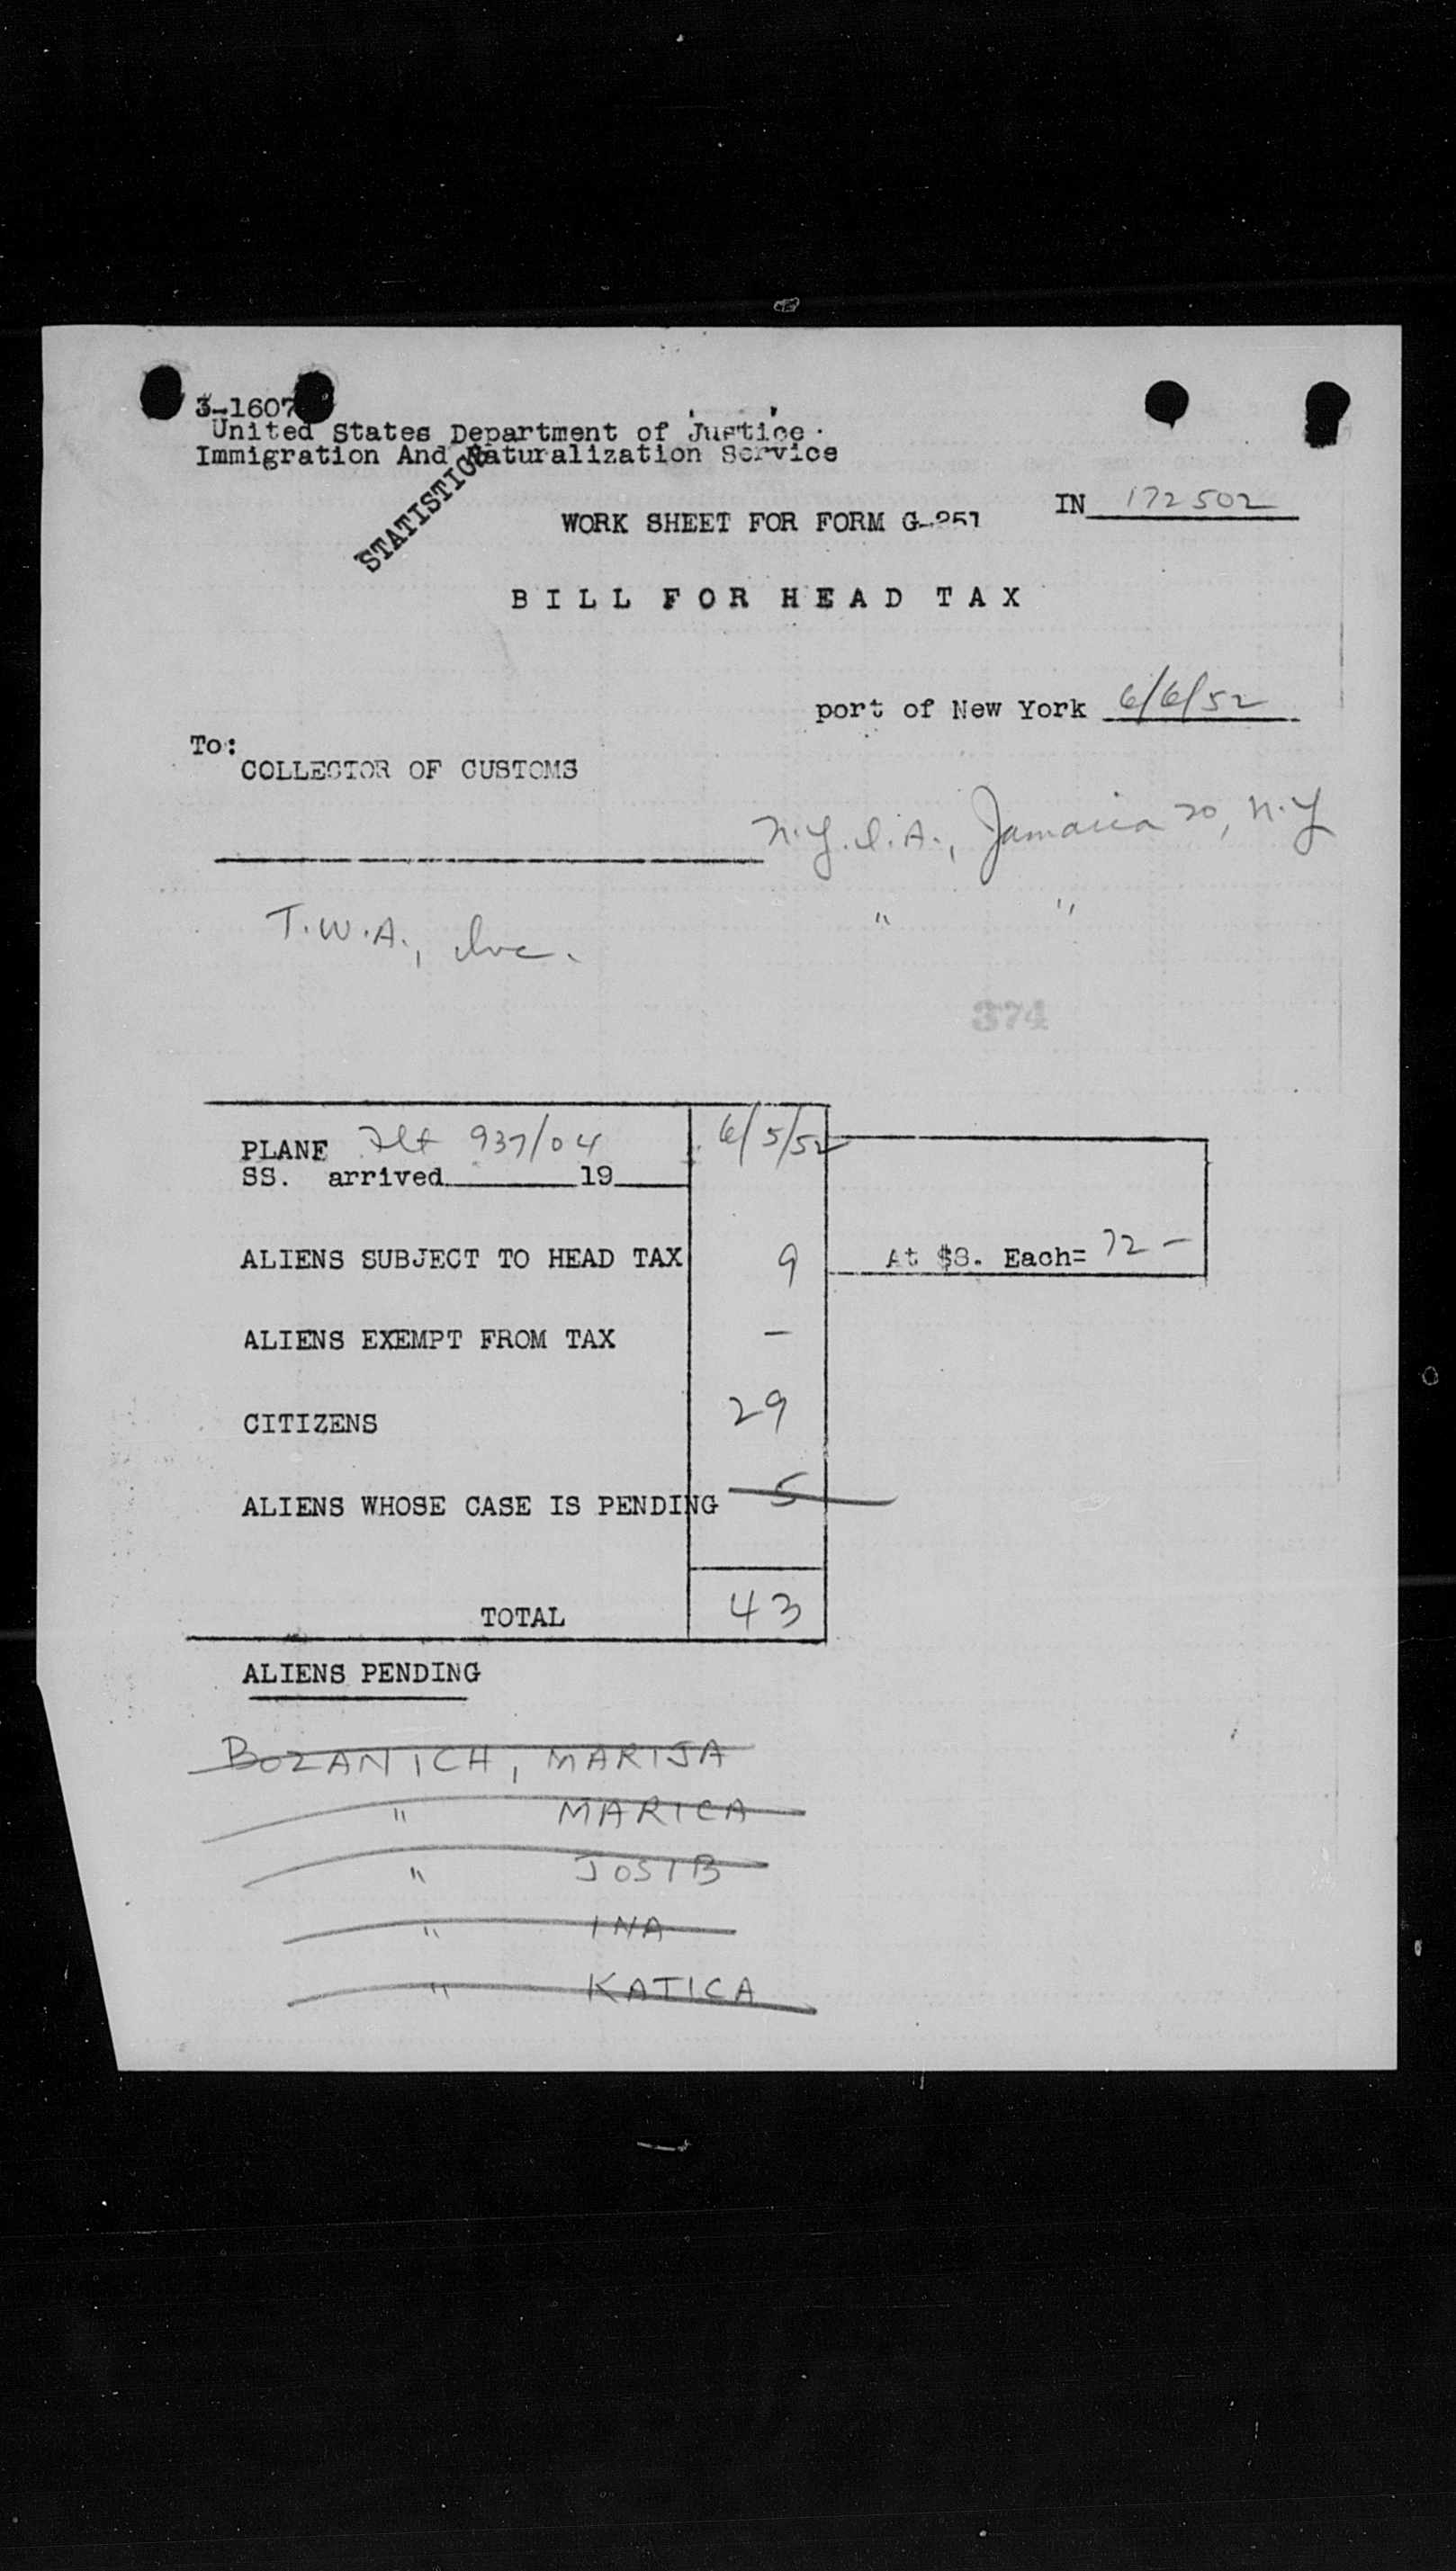 3-1607
United States Department of Justice
Immigration And Naturalization Service
STATISTICAL
IN 172502
WORK SHEET FOR FORM G-251
BILL FOR HEAD TAX
port of New York 6/6/52
To:
COLLECTOR OF CUSTOMS
N.Y.I.A., Jamaica 20, N.Y
T.W.A., Inc. " "
374
PLANE Flt 937/04 6/5/52
SS. arrived 19
ALIENS SUBJECT TO HEAD TAX 9 At $8. Each= 72 -
ALIENS EXEMPT FROM TAX -
CITIZENS 29
ALIENS WHOSE CASE IS PENDING 5
TOTAL 43
ALIENS PENDING
BOZANICH, MARIJA
" MARICA
" JOSIB
" INA
" KATICA